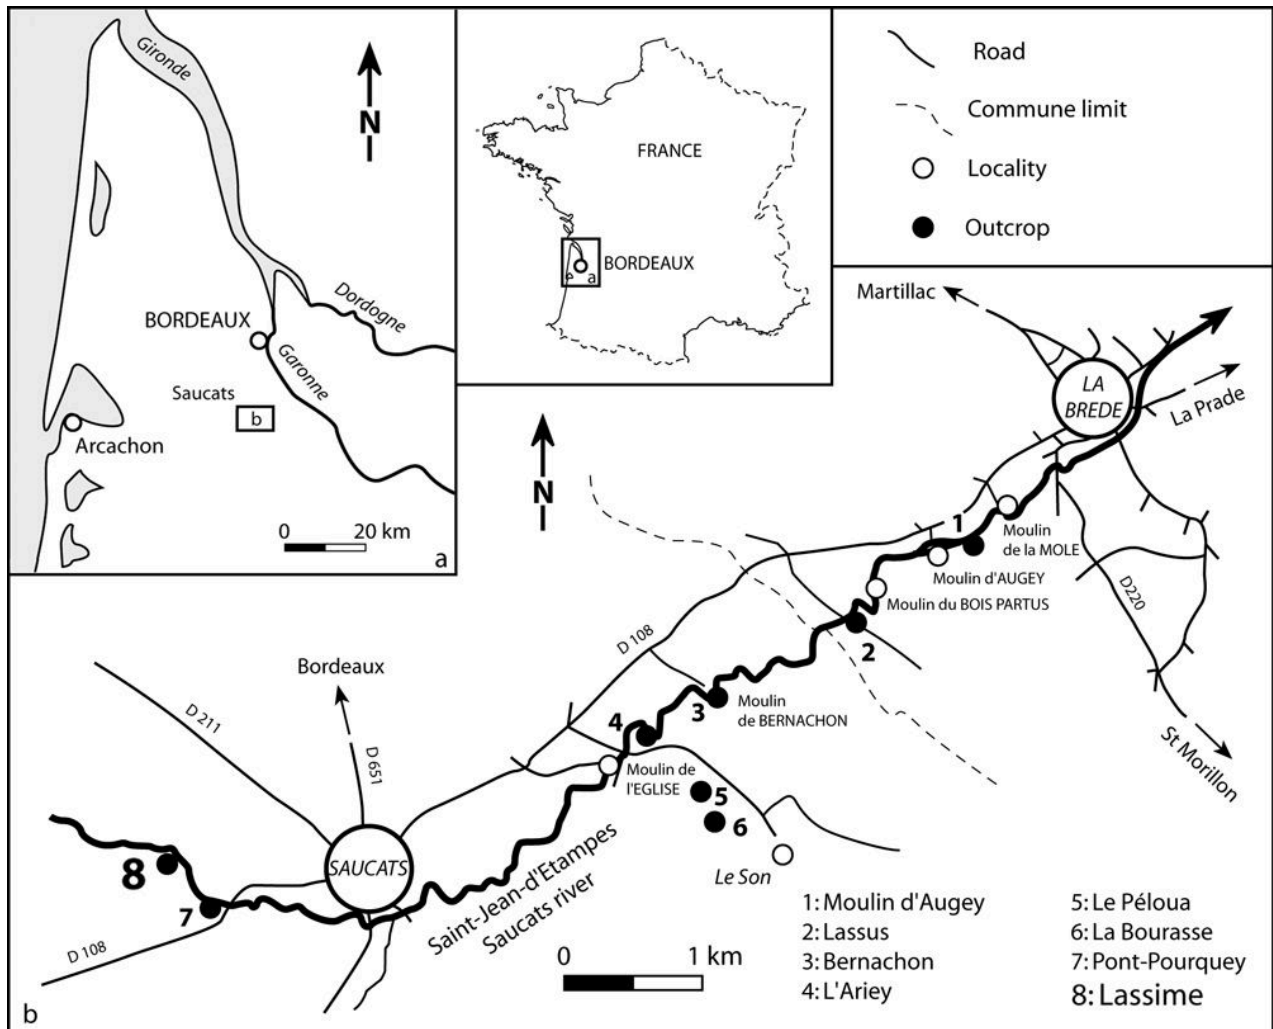 Gironde
N
Dordogne
BORDEAUX
Garonne
Saucats
b
Arcachon
0 20 km
a
FRANCE
BORDEAUX
a
Road
Commune limit
Locality
Outcrop
Martillac
LA
BREDE
La Prade
N
1
Moulin
de la MOLE
Moulin d'AUGEY
Moulin du BOIS PARTUS
D220
2
D 108
Bordeaux
3
Moulin
de BERNACHON
St Morillon
D 211
4
D 651
Moulin de
l'EGLISE
5
6
8
SAUCATS
Le Son
7
Saint-Jean-d'Etampes
Saucats river
D 108
0 1 km
1: Moulin d'Augey
2: Lassus
3: Bernachon
4: L'Ariey
5: Le Péloua
6: La Bourasse
7: Pont-Pourquey
8: Lassime
b